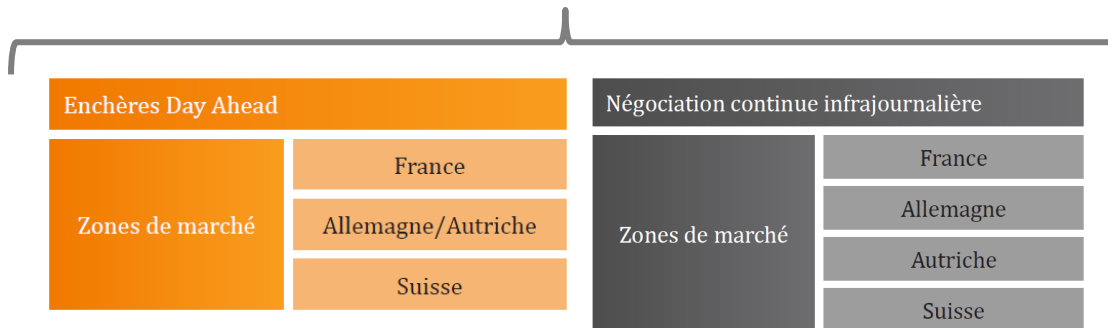 Enchères Day Ahead
Zones de marché
France
Allemagne/Autriche
Suisse
Négociation continue infrajournalière
Zones de marché
France
Allemagne
Autriche
Suisse